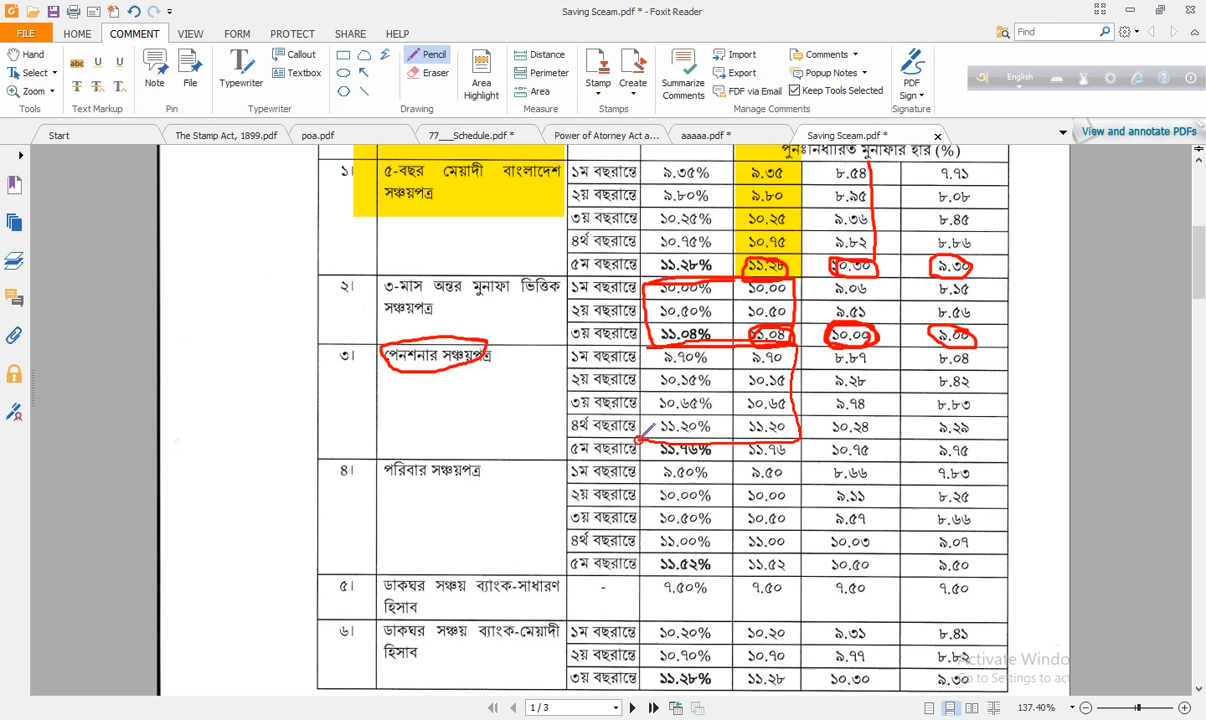 Saving Sceam.pdf * - Foxit Reader
FILE HOME COMMENT VIEW FORM PROTECT SHARE HELP Find
Hand Select Zoom Tools
Text Markup
Note File Pin
Typewriter Callout Textbox Typewriter
Pencil Eraser Drawing
Area Highlight
Distance Perimeter Area Measure
Stamp Create Stamps
Summarize Comments
Import Export FDF via Email
Comments Popup Notes Keep Tools Selected
Manage Comments
PDF Sign Signature
English
Start The Stamp Act, 1899.pdf poa.pdf 77___Schedule.pdf * Power of Atorney Act a... aaaaa.pdf * Saving Sceam.pdf * View and annotate PDFs
পুনঃনির্ধারিত মুনাফার হার (%)
১। ৫-বছর মেয়াদী বাংলাদেশ ১ম বছরান্তে ৯.৩৫% ৯.৩৫ ৮.৫৪ ৭.৭১
সঞ্চয়পত্র ২য় বছরান্তে ৯.৮০% ৯.৮০ ৮.৯৫ ৮.০৮
৩য় বছরান্তে ১০.২৫% ১০.২৫ ৯.৩৬ ৮.৪৫
৪র্থ বছরান্তে ১০.৭৫% ১০.৭৫ ৯.৮২ ৮.৮৬
৫ম বছরান্তে ১১.২৮% ১১.২৮ ১০.৩০ ৯.৩০
২। ৩-মাস অন্তর মুনাফা ভিত্তিক ১ম বছরান্তে ১০.০০% ১০.০০ ৯.০৬ ৮.১৫
সঞ্চয়পত্র ২য় বছরান্তে ১০.৫০% ১০.৫০ ৯.৫১ ৮.৫৬
৩য় বছরান্তে ১১.০৪% ১১.০৪ ১০.০০ ৯.০০
৩। পেনশনার সঞ্চয়পত্র ১ম বছরান্তে ৯.৭০% ৯.৭০ ৮.৮৭ ৮.০৪
২য় বছরান্তে ১০.১৫% ১০.১৫ ৯.২৮ ৮.৪২
৩য় বছরান্তে ১০.৬৫% ১০.৬৫ ৯.৭৪ ৮.৮৩
৪র্থ বছরান্তে ১১.২০% ১১.২০ ১০.২৪ ৯.২৯
৫ম বছরান্তে ১১.৭৬% ১১.৭৬ ১০.৭৫ ৯.৭৫
৪। পরিবার সঞ্চয়পত্র ১ম বছরান্তে ৯.৫০% ৯.৫০ ৮.৬৬ ৭.৮৩
২য় বছরান্তে ১০.০০% ১০.০০ ৯.১১ ৮.২৫
৩য় বছরান্তে ১০.৫০% ১০.৫০ ৯.৫৭ ৮.৬৬
৪র্থ বছরান্তে ১১.০০% ১১.০০ ১০.০৩ ৯.০৭
৫ম বছরান্তে ১১.৫২% ১১.৫২ ১০.৫০ ৯.৫০
৫। ডাকঘর সঞ্চয় ব্যাংক-সাধারণ - ৭.৫০% ৭.৫০ ৭.৫০ ৭.৫০
হিসাব
৬। ডাকঘর সঞ্চয় ব্যাংক-মেয়াদী ১ম বছরান্তে ১০.২০% ১০.২০ ৯.৩১ ৮.৪১
হিসাব ২য় বছরান্তে ১০.৭০% ১০.৭০ ৯.৭৭ ৮.৮২
৩য় বছরান্তে ১১.২৮% ১১.২৮ ১০.৩০ ৯.৩০
Activate Windows
Go to Settings to activate Windows.
1 / 3 137.40%